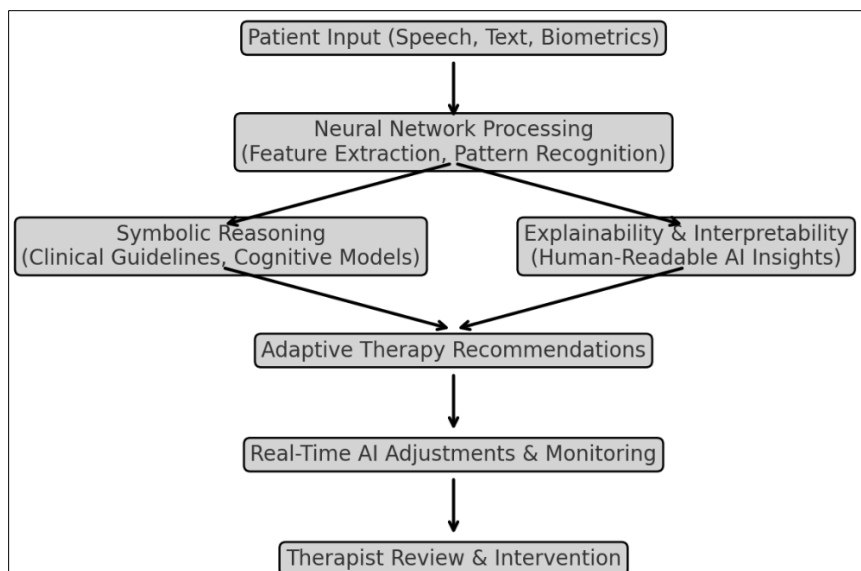 Patient Input (Speech, Text, Biometrics)
Neural Network Processing
(Feature Extraction, Pattern Recognition)
Symbolic Reasoning
(Clinical Guidelines, Cognitive Models)
Explainability & Interpretability
(Human-Readable AI Insights)
Adaptive Therapy Recommendations
Real-Time AI Adjustments & Monitoring
Therapist Review & Intervention